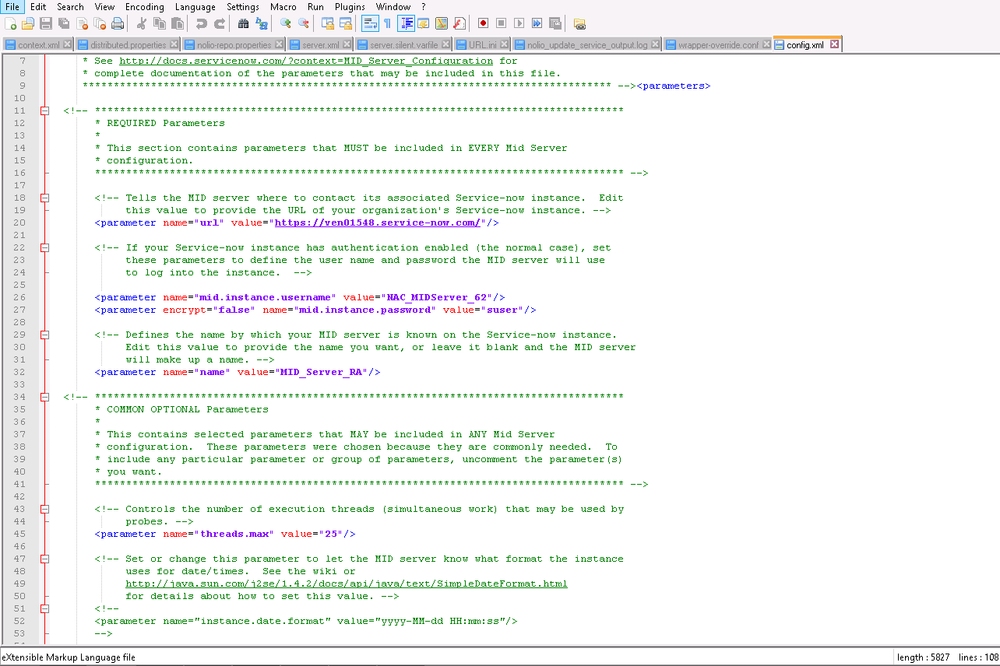 File Edit Search View Encoding Language Settings Macro Run Plugins Window ?
context.xml distributed.properties nolio-repo.properties server.xml server.silent.varfile URL.ini nolio_update_service_output.log wrapper-override.conf config.xml
7 * See http://docs.servicenow.com/?context=MID_Server_Configuration for
8 * complete documentation of the parameters that may be included in this file.
9 ************************************************************************************* --><parameters>
10
11 <!-- *************************************************************************************
12 * REQUIRED Parameters
13 *
14 * This section contains parameters that MUST be included in EVERY Mid Server
15 * configuration.
16 ************************************************************************************* -->
17
18 <!-- Tells the MID server where to contact its associated Service-now instance.  Edit
19 this value to provide the URL of your organization's Service-now instance. -->
20 <parameter name="url" value="https://ven01548.service-now.com/"/>
21
22 <!-- If your Service-now instance has authentication enabled (the normal case), set
23 these parameters to define the user name and password the MID server will use
24 to log into the instance.  -->
25
26 <parameter name="mid.instance.username" value="NAC_MIDServer_62"/>
27 <parameter encrypt="false" name="mid.instance.password" value="suser"/>
28
29 <!-- Defines the name by which your MID server is known on the Service-now instance.
30 Edit this value to provide the name you want, or leave it blank and the MID server
31 will make up a name. -->
32 <parameter name="name" value="MID_Server_RA"/>
33
34 <!-- *************************************************************************************
35 * COMMON OPTIONAL Parameters
36 *
37 * This contains selected parameters that MAY be included in ANY Mid Server
38 * configuration.  These parameters were chosen because they are commonly needed.  To
39 * include any particular parameter or group of parameters, uncomment the parameter(s)
40 * you want.
41 ************************************************************************************* -->
42
43 <!-- Controls the number of execution threads (simultaneous work) that may be used by
44 probes. -->
45 <parameter name="threads.max" value="25"/>
46
47 <!-- Set or change this parameter to let the MID server know what format the instance
48 uses for date/times.  See the wiki or
49 http://java.sun.com/j2se/1.4.2/docs/api/java/text/SimpleDateFormat.html
50 for details about how to set this value. -->
51 <!--
52 <parameter name="instance.date.format" value="yyyy-MM-dd HH:mm:ss"/>
53 -->
eXtensible Markup Language file length : 5827 lines : 108